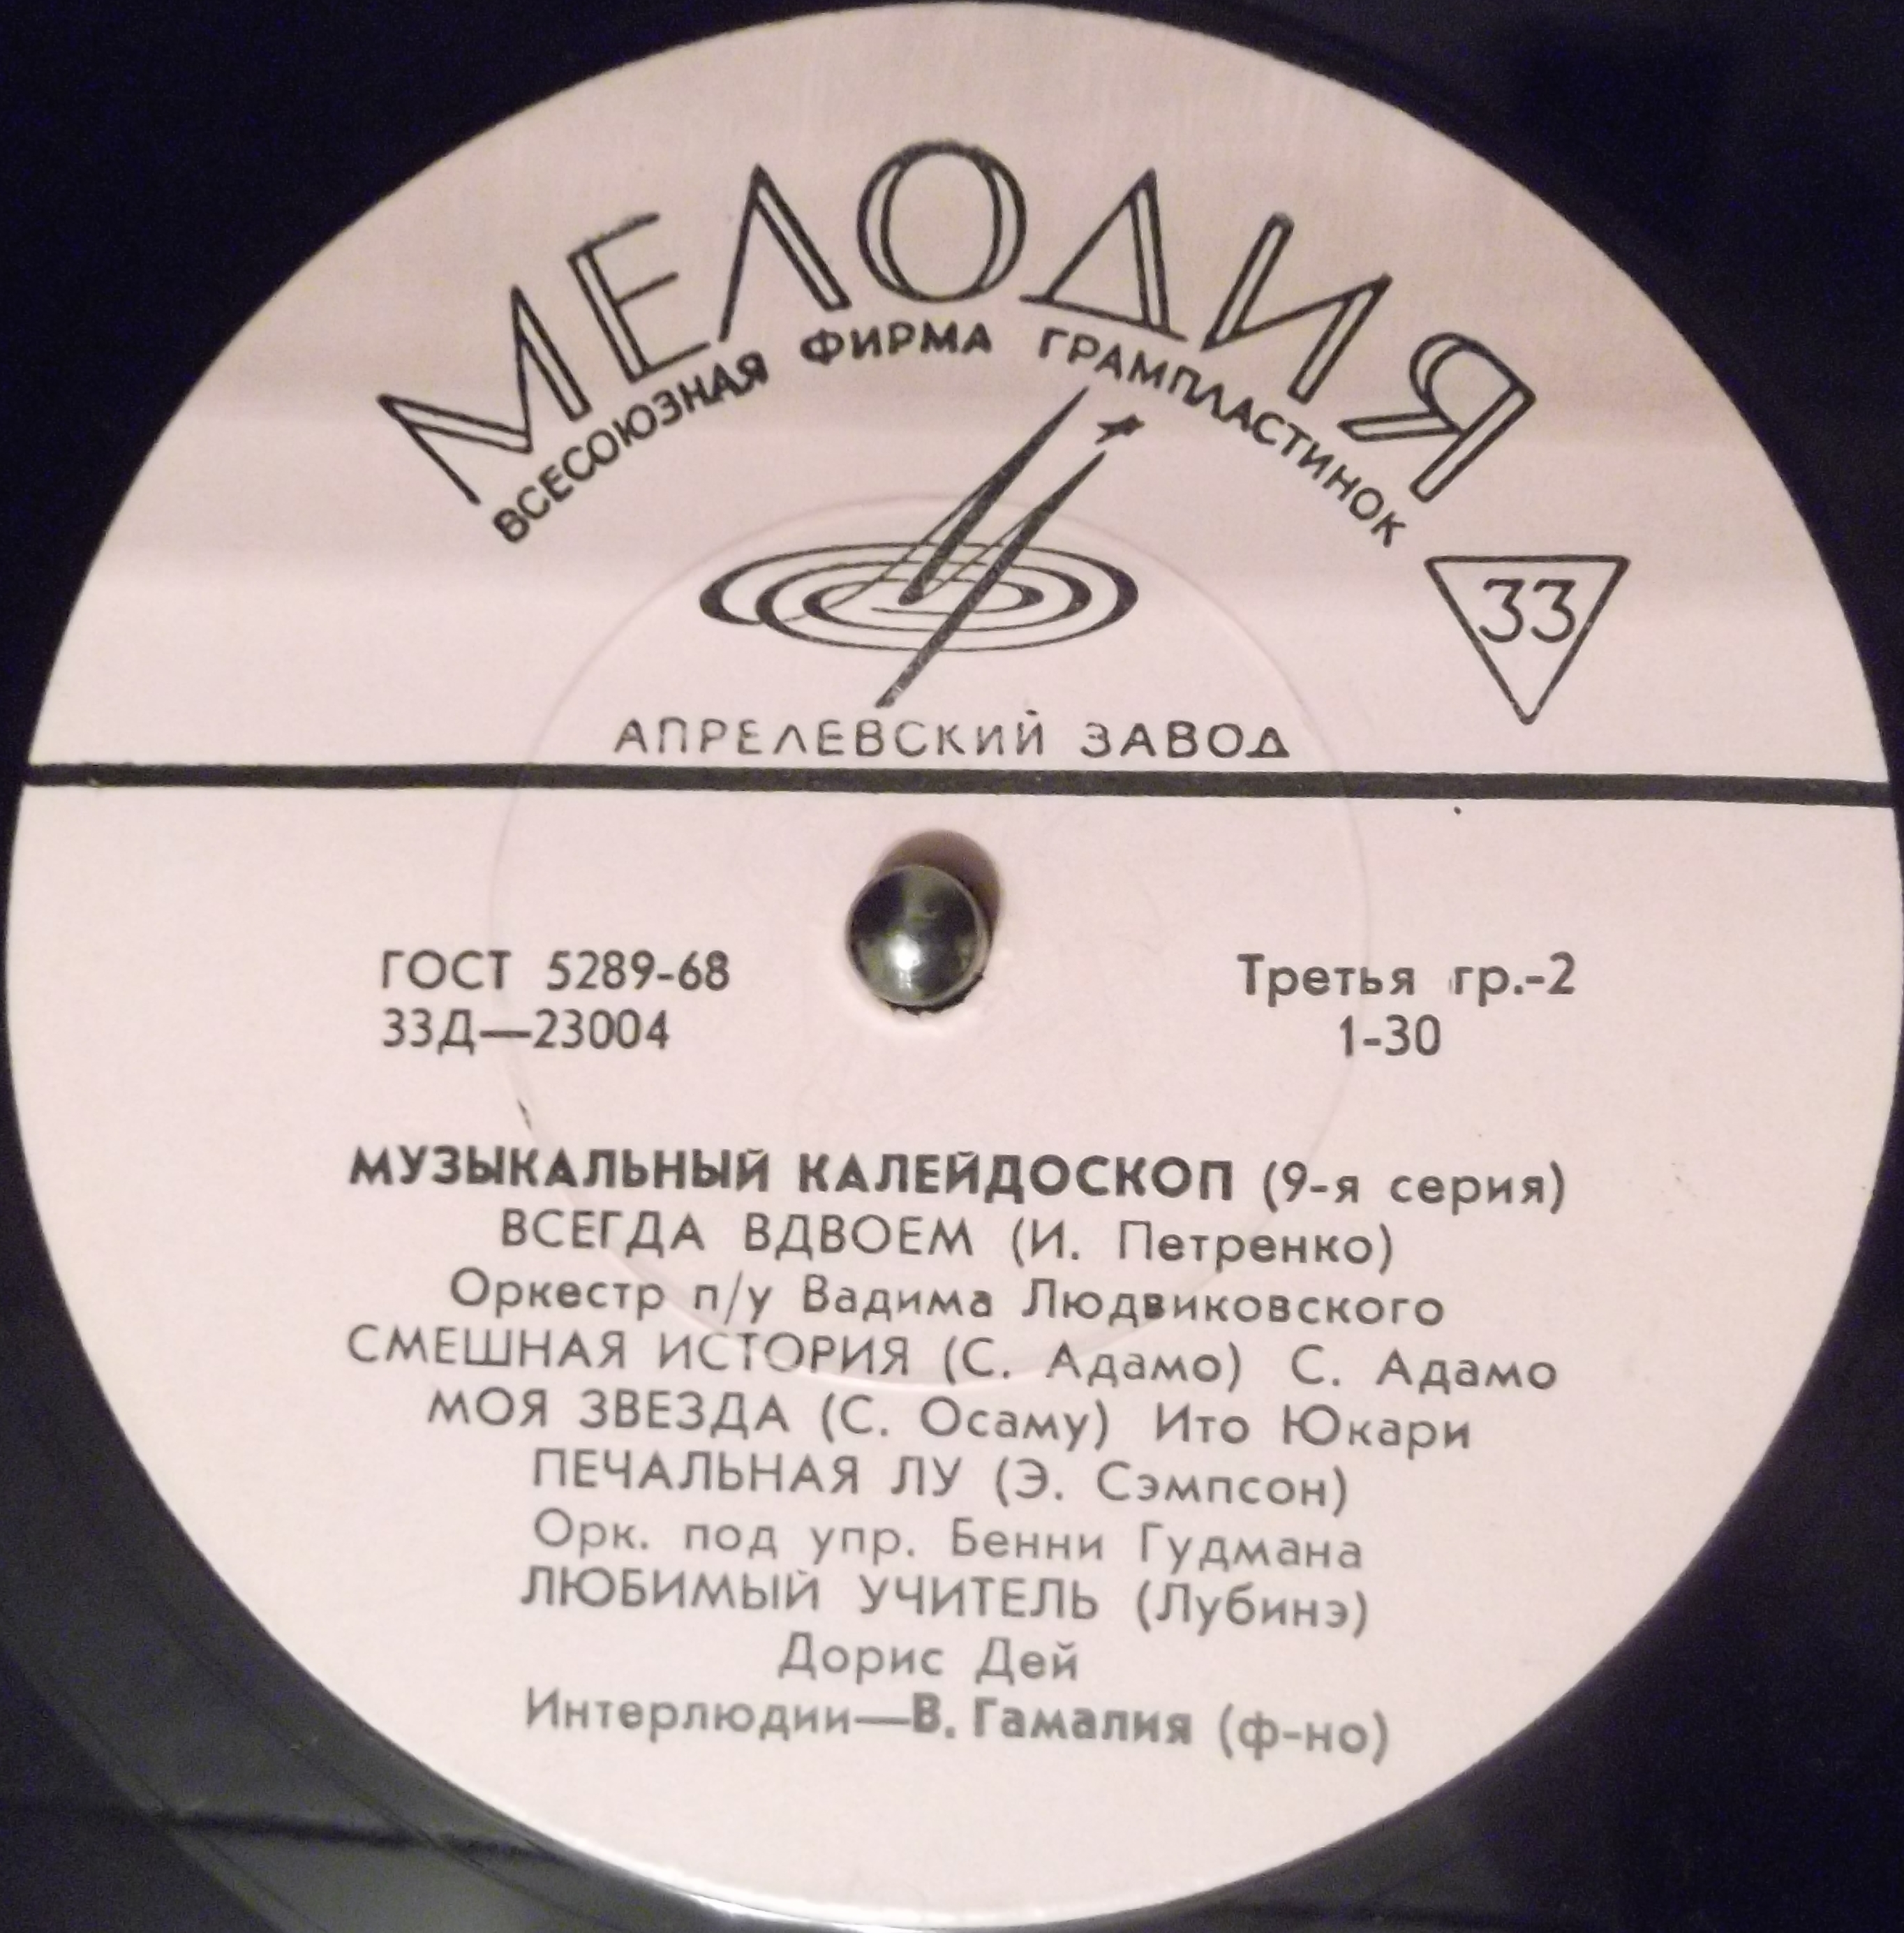 МЕЛОДИЯ
ВСЕСОЮЗНАЯ ФИРМА ГРАМПЛАСТИНОК
33
АПРЕЛЕВСКИЙ ЗАВОД
ГОСТ 5289-68
Третья гр.-2
33Д—23004
1-30
МУЗЫКАЛЬНЫЙ КАЛЕЙДОСКОП (9-я серия)
ВСЕГДА ВДВОЕМ (И. Петренко)
Оркестр п/у Вадима Людвиковского
СМЕШНАЯ ИСТОРИЯ (С. Адамо) С. Адамо
МОЯ ЗВЕЗДА (С. Осаму) Ито Юкари
ПЕЧАЛЬНАЯ ЛУ (Э. Сэмпсон)
Орк. под упр. Бенни Гудмана
ЛЮБИМЫЙ УЧИТЕЛЬ (Лубинэ)
Дорис Дей
Интерлюдии—В. Гамалия (ф-но)